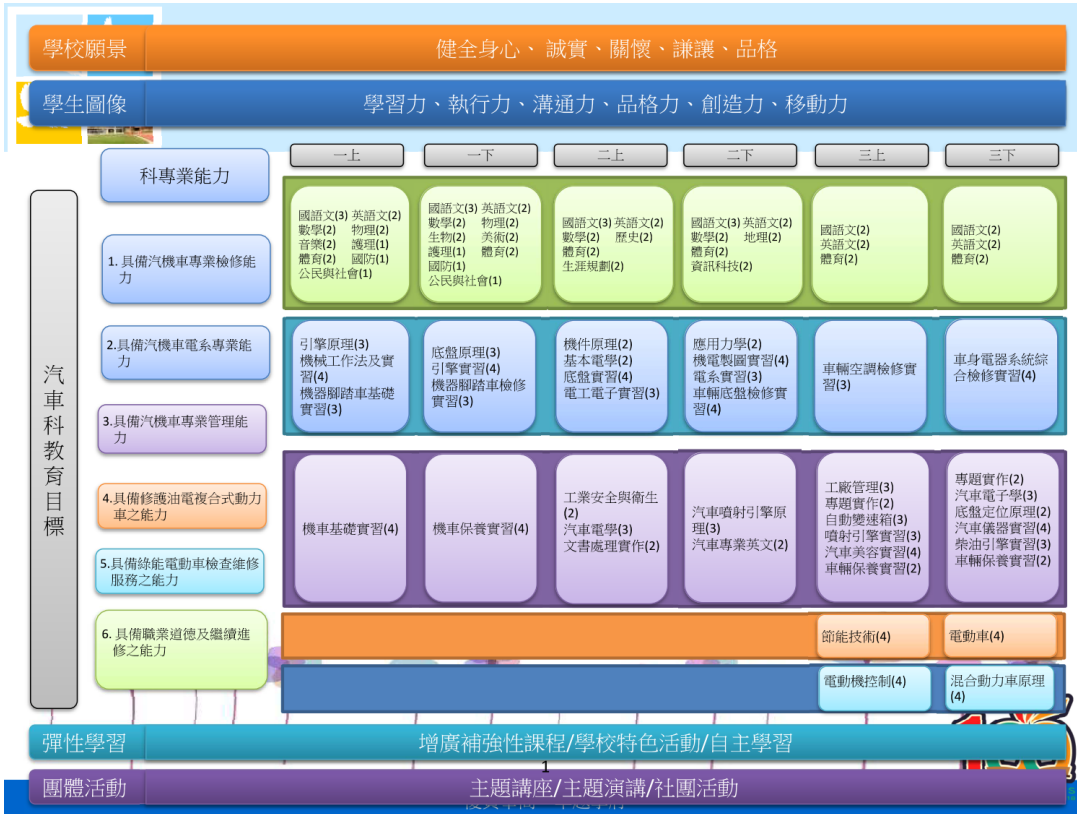 學校願景
健全身心、 誠實、關懷、謙讓、品格
學生圖像
學習力、執行力、溝通力、品格力、創造力、移動力
科專業能力
一上
一下
二上
二下
三上
三下
汽車科教育目標
1. 具備汽機車專業檢修能
力
2.具備汽機車電系專業能
力
3.具備汽機車專業管理能
力
4.具備修護油電複合式動力
車之能力
5.具備綠能電動車檢查維修
服務之能力
6. 具備職業道德及繼續進
修之能力
國語文(3) 英語文(2)
數學(2) 物理(2)
音樂(2) 護理(1)
體育(2) 國防(1)
公民與社會(1)
國語文(3) 英語文(2)
數學(2) 物理(2)
生物(2) 美術(2)
護理(1) 體育(2)
國防(1)
公民與社會(1)
國語文(3) 英語文(2)
數學(2) 歷史(2)
體育(2)
生涯規劃(2)
國語文(3) 英語文(2)
數學(2) 地理(2)
體育(2)
資訊科技(2)
國語文(2)
英語文(2)
體育(2)
國語文(2)
英語文(2)
體育(2)
引擎原理(3)
機械工作法及實
習(4)
機器腳踏車基礎
實習(3)
底盤原理(3)
引擎實習(4)
機器腳踏車檢修
實習(3)
機件原理(2)
基本電學(2)
底盤實習(4)
電工電子實習(3)
應用力學(2)
機電製圖實習(4)
電系實習(3)
車輛底盤檢修實
習(4)
車輛空調檢修實
習(3)
車身電器系統綜
合檢修實習(4)
機車基礎實習(4)
機車保養實習(4)
工業安全與衛生
(2)
汽車電學(3)
文書處理實作(2)
汽車噴射引擎原
理(3)
汽車專業英文(2)
工廠管理(3)
專題實作(2)
自動變速箱(3)
噴射引擎實習(3)
汽車美容實習(4)
車輛保養實習(2)
專題實作(2)
汽車電子學(3)
底盤定位原理(2)
汽車儀器實習(4)
柴油引擎實習(3)
車輛保養實習(2)
節能技術(4)
電動車(4)
電動機控制(4)
混合動力車原理
(4)
彈性學習
增廣補強性課程/學校特色活動/自主學習
1
團體活動
主題講座/主題演講/社團活動